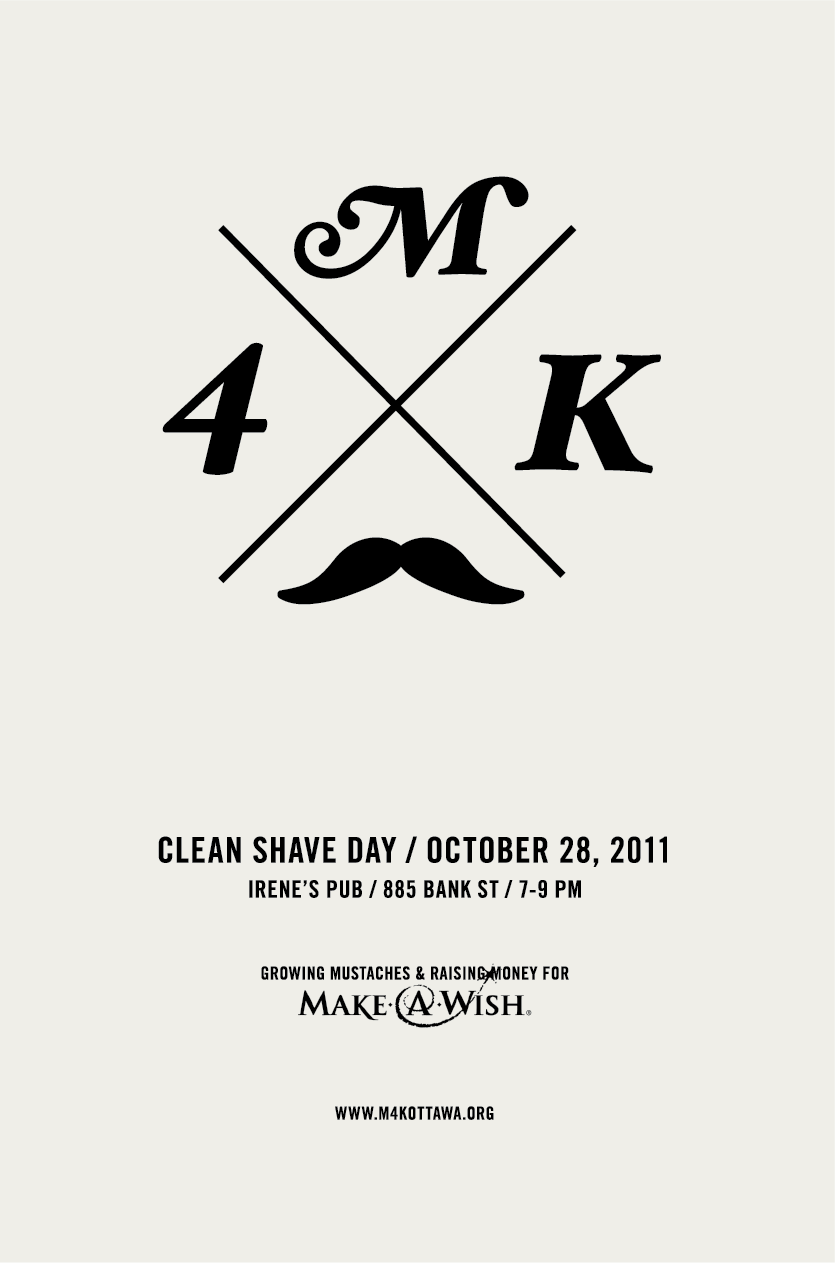 M
4 K
CLEAN SHAVE DAY / OCTOBER 28, 2011
IRENE'S PUB / 885 BANK ST / 7-9 PM
GROWING MUSTACHES & RAISING MONEY FOR
MAKE·A·WISH®
WWW.M4KOTTAWA.ORG